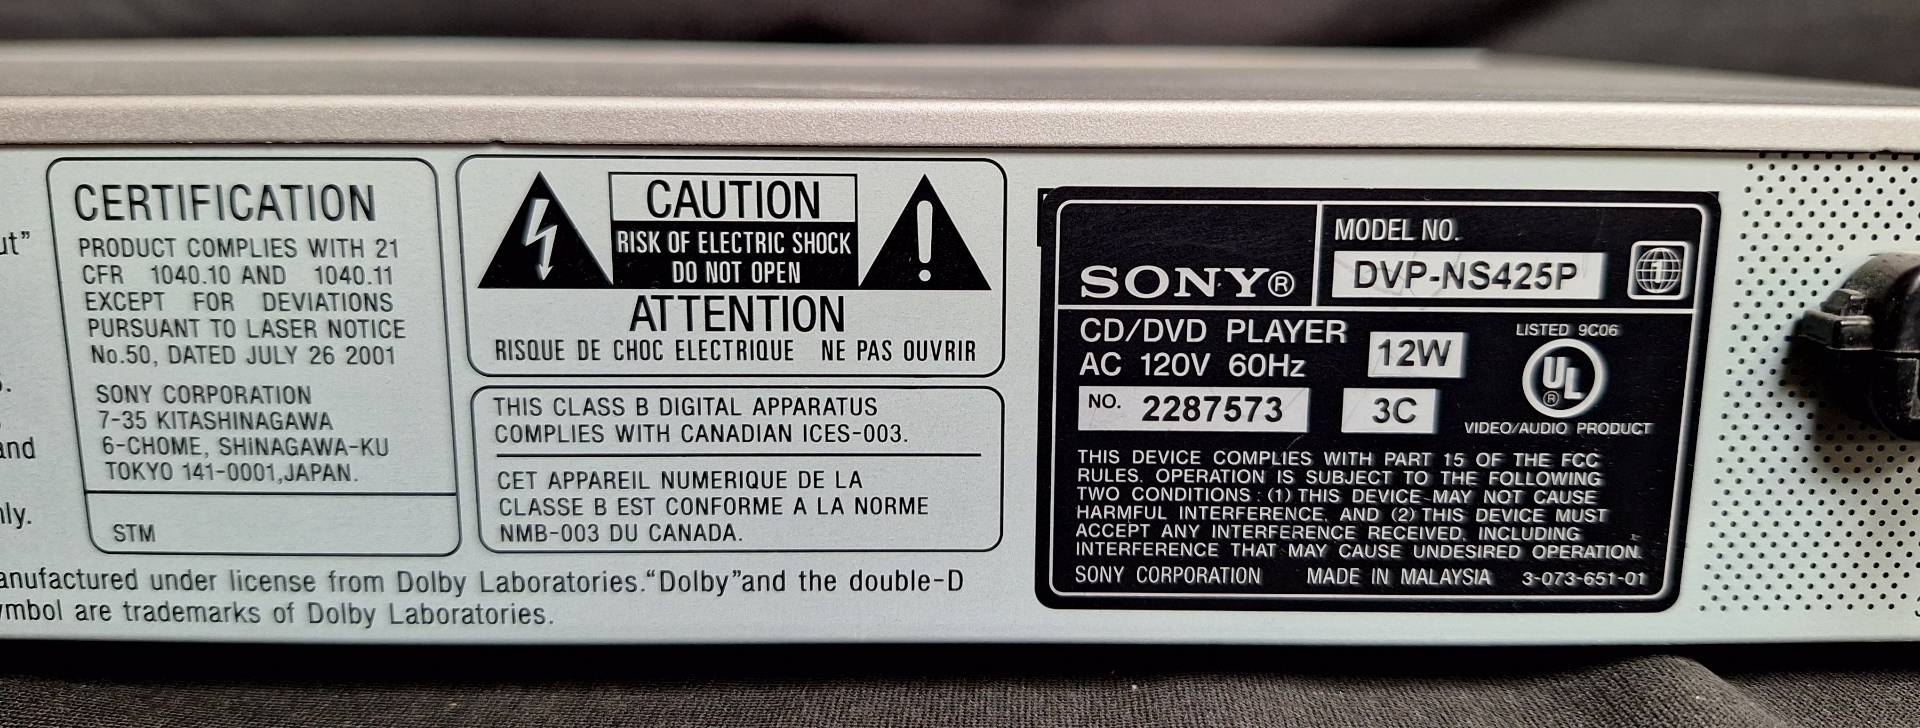 ut"
and
nly.
CERTIFICATION
PRODUCT COMPLIES WITH 21
CFR 1040.10 AND 1040.11
EXCEPT FOR DEVIATIONS
PURSUANT TO LASER NOTICE
No.50, DATED JULY 26 2001
SONY CORPORATION
7-35 KITASHINAGAWA
6-CHOME, SHINAGAWA-KU
TOKYO 141-0001,JAPAN.
STM
CAUTION
RISK OF ELECTRIC SHOCK
DO NOT OPEN
ATTENTION
RISQUE DE CHOC ELECTRIQUE NE PAS OUVRIR
THIS CLASS B DIGITAL APPARATUS
COMPLIES WITH CANADIAN ICES-003.
CET APPAREIL NUMERIQUE DE LA
CLASSE B EST CONFORME A LA NORME
NMB-003 DU CANADA.
anufactured under license from Dolby Laboratories."Dolby"and the double-D
ymbol are trademarks of Dolby Laboratories.
SONY®
MODEL NO.
DVP-NS425P
1
CD/DVD PLAYER
AC 120V 60Hz
12W
NO. 2287573
3C
LISTED 9C06
UL®
VIDEO/AUDIO PRODUCT
THIS DEVICE COMPLIES WITH PART 15 OF THE FCC
RULES. OPERATION IS SUBJECT TO THE FOLLOWING
TWO CONDITIONS : (1) THIS DEVICE MAY NOT CAUSE
HARMFUL INTERFERENCE, AND (2) THIS DEVICE MUST
ACCEPT ANY INTERFERENCE RECEIVED, INCLUDING
INTERFERENCE THAT MAY CAUSE UNDESIRED OPERATION.
SONY CORPORATION MADE IN MALAYSIA 3-073-651-01